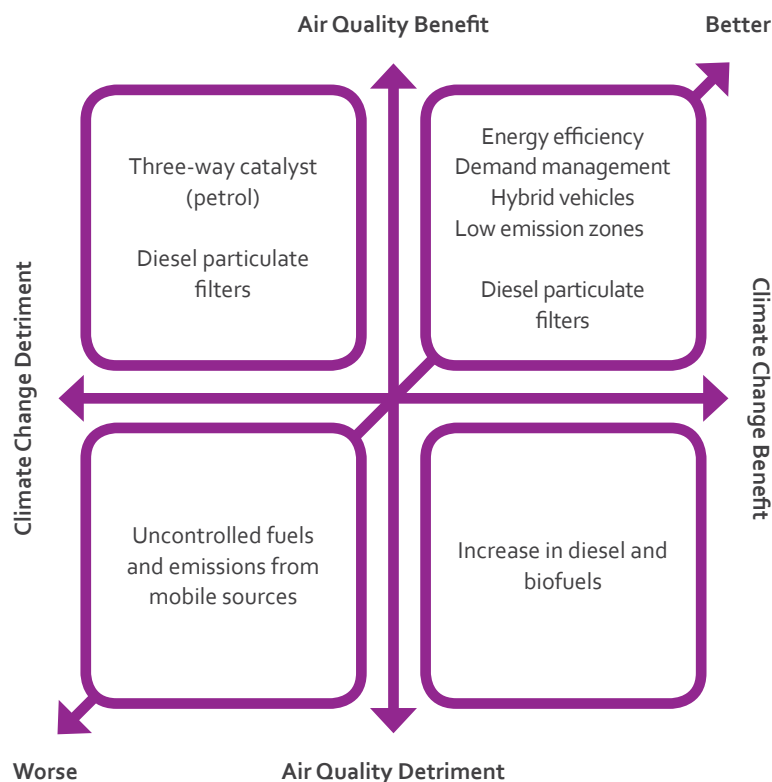 Air Quality Benefit
Better
Three-way catalyst
(petrol)
Diesel particulate
filters
Energy efficiency
Demand management
Hybrid vehicles
Low emission zones
Diesel particulate
filters
Climate Change Detriment
Climate Change Benefit
Uncontrolled fuels
and emissions from
mobile sources
Increase in diesel and
biofuels
Worse
Air Quality Detriment